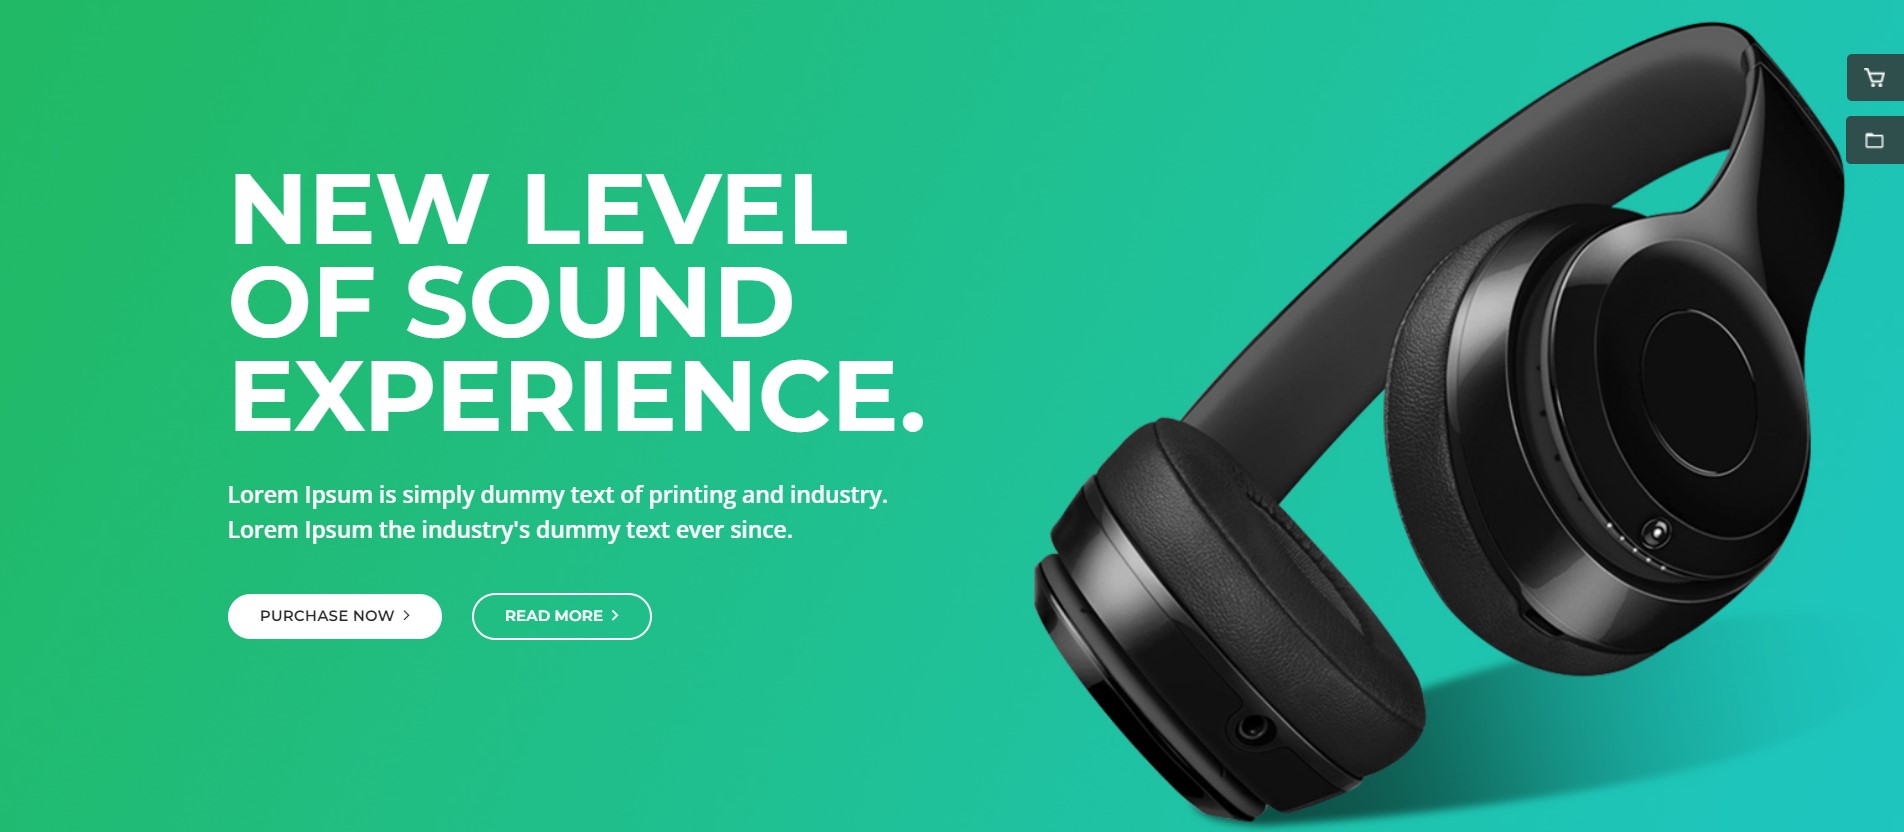 NEW LEVEL
OF SOUND
EXPERIENCE.
Lorem Ipsum is simply dummy text of printing and industry.
Lorem Ipsum the industry's dummy text ever since.
PURCHASE NOW
READ MORE